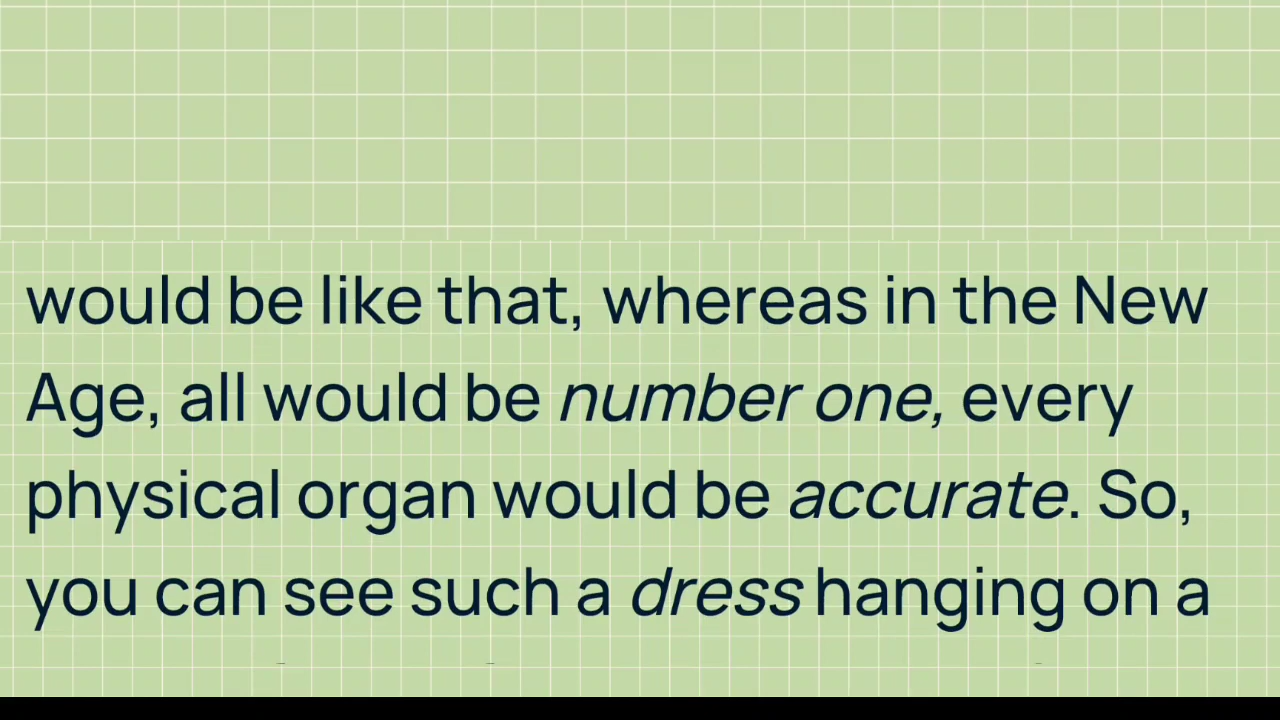 would be like that, whereas in the New
Age, all would be number one, every
physical organ would be accurate. So,
you can see such a dress hanging on a